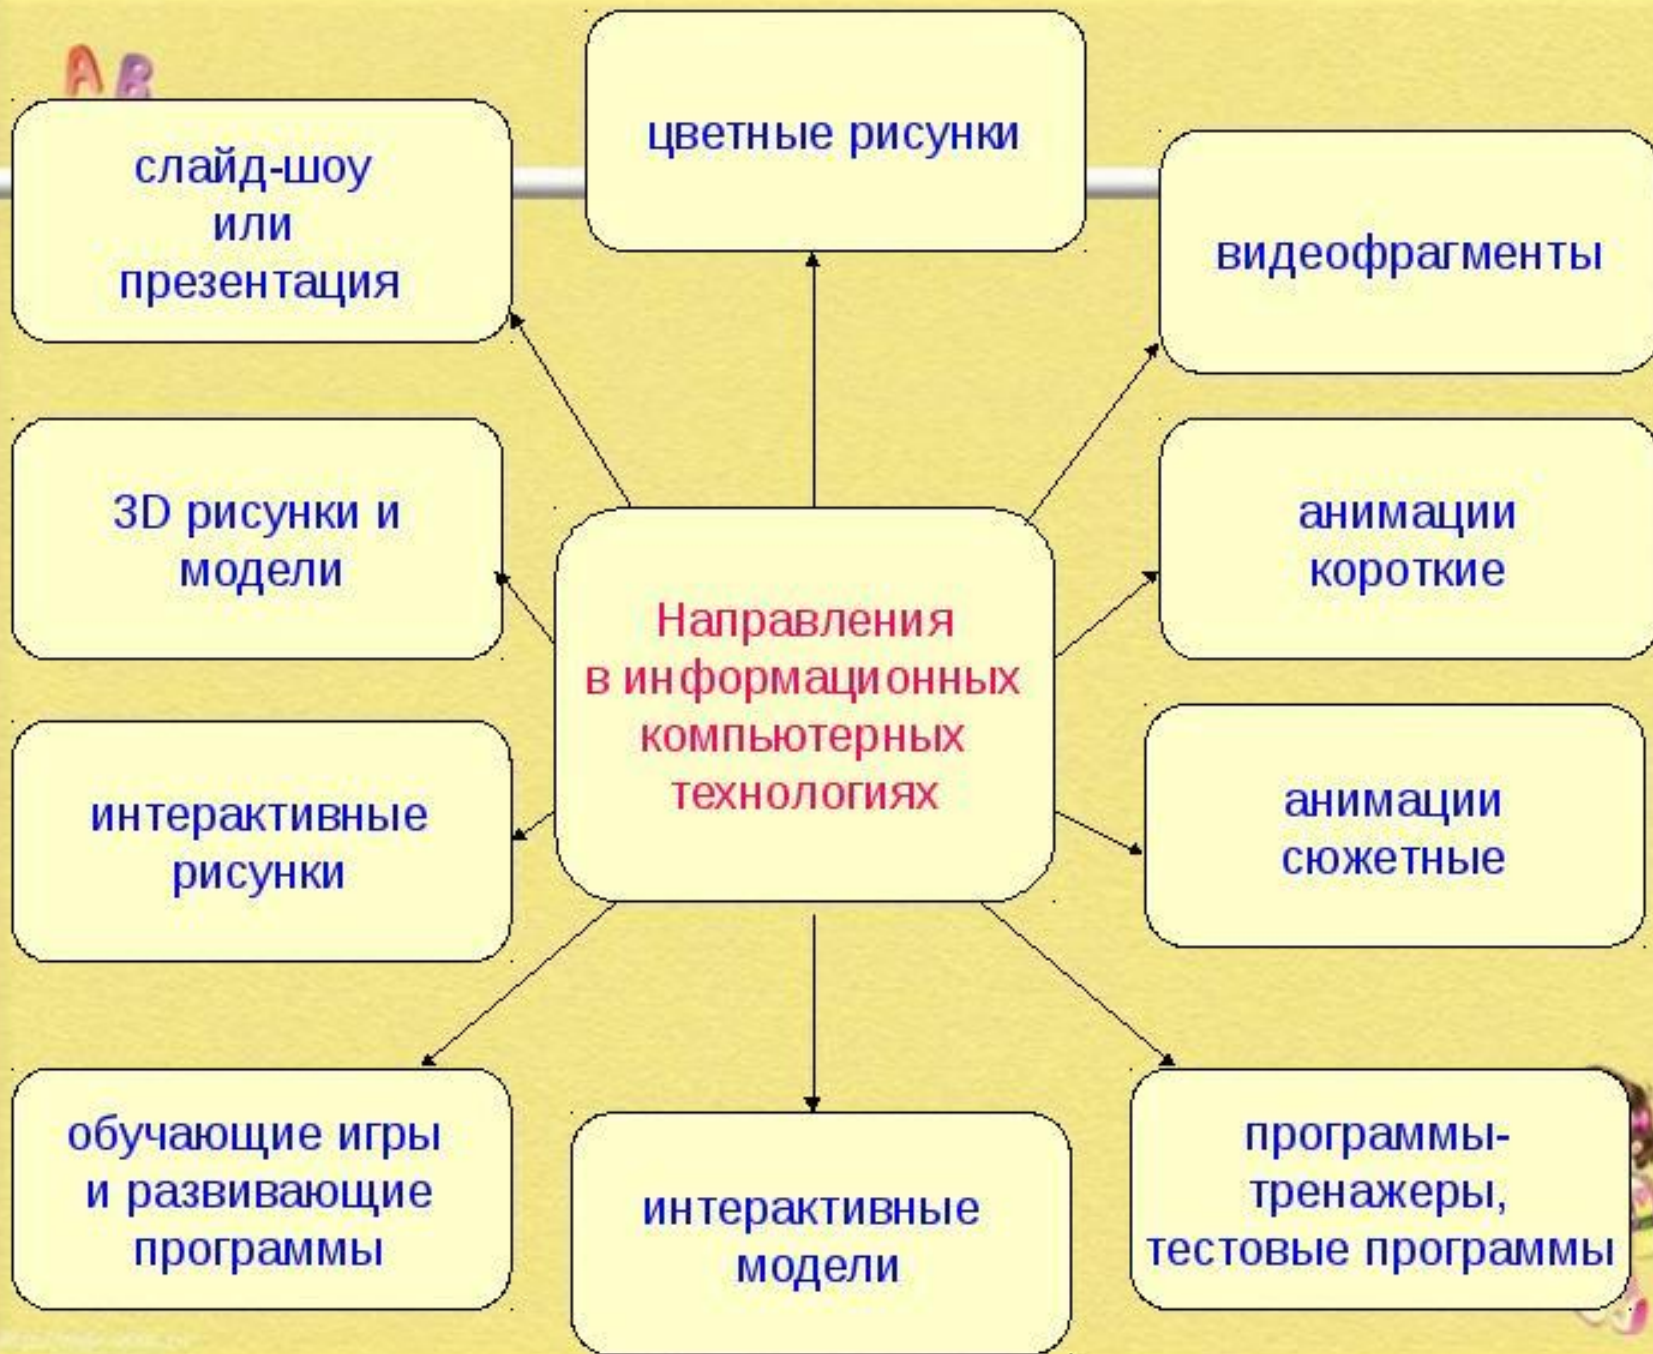 A B
цветные рисунки
слайд-шоу
или
презентация
видеофрагменты
3D рисунки и
модели
анимации
короткие
Направления
в информационных
компьютерных
технологиях
интерактивные
рисунки
анимации
сюжетные
обучающие игры
и развивающие
программы
интерактивные
модели
программы-
тренажеры,
тестовые программы